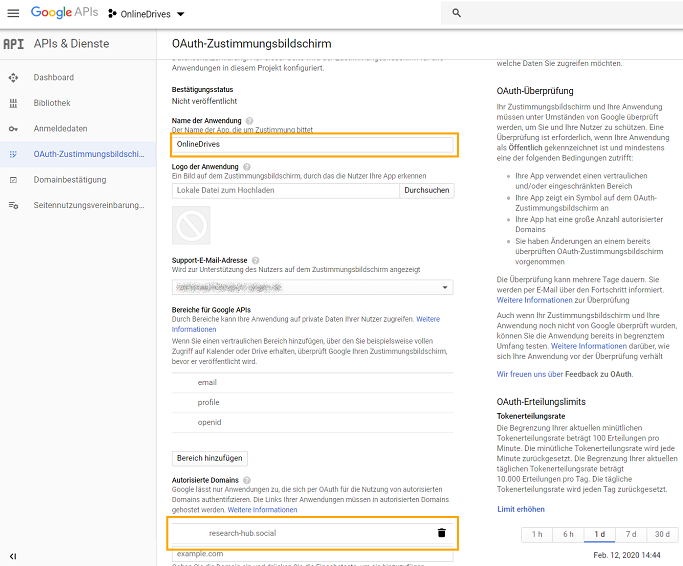 Google APIs OnlineDrives
API APIs & Dienste
Dashboard
Bibliothek
Anmeldedaten
OAuth-Zustimmungsbildschi...
Domainbestätigung
Seitennutzungsvereinbarung...
OAuth-Zustimmungsbildschirm
Anwendungen in diesem Projekt konfiguriert.
Bestätigungsstatus
Nicht veröffentlicht
Name der Anwendung
Der Name der App, die um Zustimmung bittet
OnlineDrives
Logo der Anwendung
Ein Bild auf dem Zustimmungsbildschirm, durch das die Nutzer Ihre App erkennen
Lokale Datei zum Hochladen Durchsuchen
Support-E-Mail-Adresse
Wird zur Unterstützung des Nutzers auf dem Zustimmungsbildschirm angezeigt
Bereiche für Google APIs
Durch Bereiche kann Ihre Anwendung auf private Daten Ihrer Nutzer zugreifen. Weitere
Informationen
Wenn Sie einen vertraulichen Bereich hinzufügen, über den Sie beispielsweise vollen
Zugriff auf Kalender oder Drive erhalten, überprüft Google Ihren Zustimmungsbildschirm,
bevor er veröffentlicht wird.
email
profile
openid
Bereich hinzufügen
Autorisierte Domains
Google lässt nur Anwendungen zu, die sich per OAuth für die Nutzung von autorisierten
Domains authentifizieren. Die Links Ihrer Anwendungen müssen in autorisierten Domains
gehostet werden. Weitere Informationen
research-hub.social
example.com
welche Daten Sie zugreifen möchten.
OAuth-Überprüfung
Ihr Zustimmungsbildschirm und Ihre Anwendung
müssen unter Umständen von Google überprüft
werden, um Sie und Ihre Nutzer zu schützen. Eine
Überprüfung ist erforderlich, wenn Ihre Anwendung
als Öffentlich gekennzeichnet ist und mindestens
eine der folgenden Bedingungen zutrifft:
Ihre App verwendet einen vertraulichen
und/oder eingeschränkten Bereich
Ihre App zeigt ein Symbol auf dem OAuth-
Zustimmungsbildschirm an
Ihre App hat eine große Anzahl autorisierter
Domains
Sie haben Änderungen an einem bereits
überprüften OAuth-Zustimmungsbildschirm
vorgenommen
Die Überprüfung kann mehrere Tage dauern. Sie
werden per E-Mail über den Fortschritt informiert.
Weitere Informationen zur Überprüfung
Auch wenn Ihr Zustimmungsbildschirm und Ihre
Anwendung noch nicht von Google überprüft wurden,
können Sie die Anwendung bereits in begrenztem
Umfang testen. Weitere Informationen darüber, wie
sich Ihre Anwendung vor der Überprüfung verhält
Wir freuen uns über Feedback zu OAuth.
OAuth-Erteilungslimits
Tokenerteilungsrate
Die Begrenzung Ihrer aktuellen minütlichen
Tokenerteilungsrate beträgt 100 Erteilungen pro
Minute. Die minütliche Tokenerteilungsrate wird jede
Minute zurückgesetzt. Die Begrenzung Ihrer aktuellen
täglichen Tokenerteilungsrate beträgt
10.000 Erteilungen pro Tag. Die tägliche
Tokenerteilungsrate wird jeden Tag zurückgesetzt.
Limit erhöhen
1 h 6 h 1 d 7 d 30 d
Feb. 12, 2020 14:44